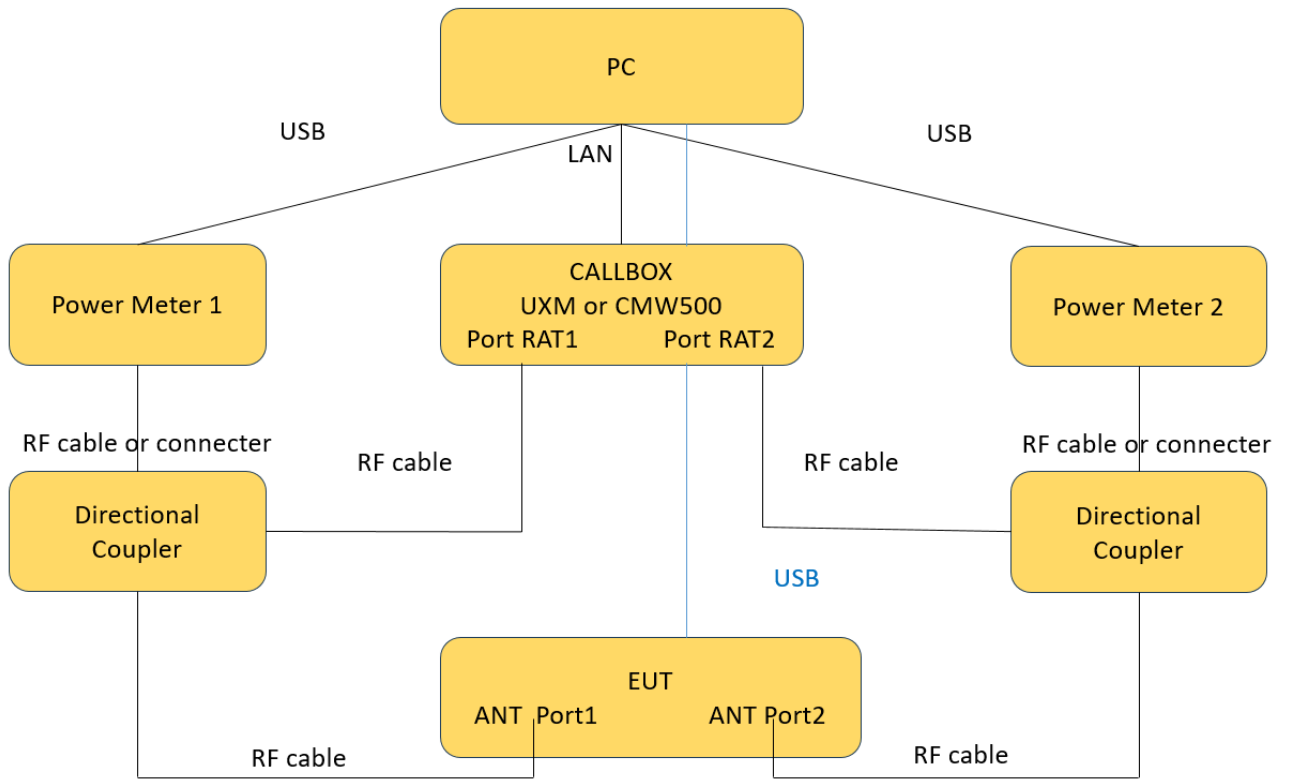 PC
USB
USB
LAN
Power Meter 1
CALLBOX
UXM or CMW500
Port RAT1 Port RAT2
Power Meter 2
RF cable or connecter
RF cable
RF cable
RF cable or connecter
Directional
Coupler
Directional
Coupler
USB
EUT
ANT Port1 ANT Port2
RF cable
RF cable